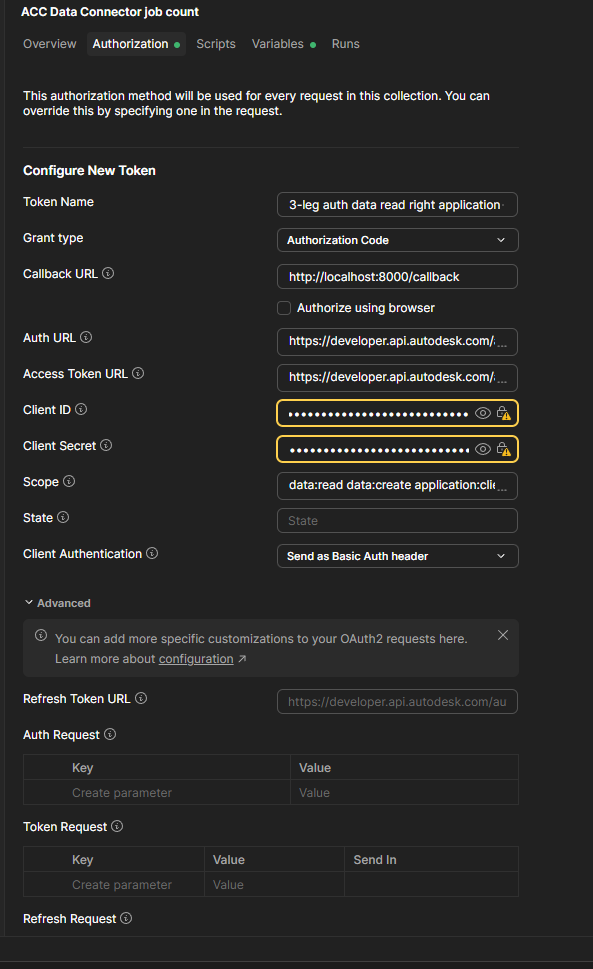 ACC Data Connector job count
Overview Authorization Scripts Variables Runs
This authorization method will be used for every request in this collection. You can
override this by specifying one in the request.
Configure New Token
Token Name 3-leg auth data read right application
Grant type Authorization Code
Callback URL http://localhost:8000/callback
Authorize using browser
Auth URL https://developer.api.autodesk.com/...
Access Token URL https://developer.api.autodesk.com/...
Client ID
Client Secret
Scope data:read data:create application:clie...
State State
Client Authentication Send as Basic Auth header
Advanced
You can add more specific customizations to your OAuth2 requests here.
Learn more about configuration ↗
Refresh Token URL https://developer.api.autodesk.com/au
Auth Request
Key Value
Create parameter Value
Token Request
Key Value Send In
Create parameter Value
Refresh Request